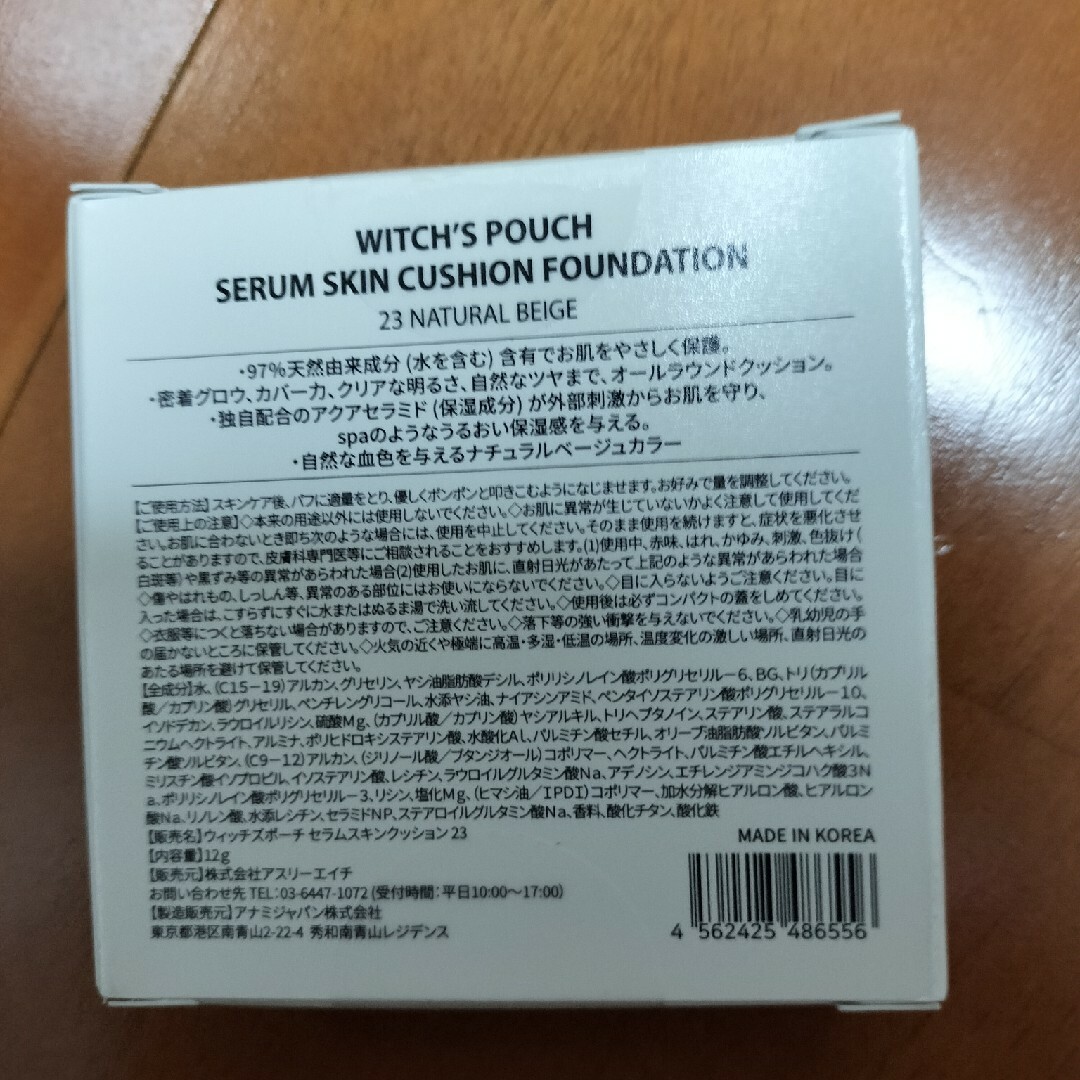 WITCH'S POUCH
SERUM SKIN CUSHION FOUNDATION
23 NATURAL BEIGE
・97%天然由来成分 (水を含む) 含有でお肌をやさしく保護。
・密着グロウ、カバー力、クリアな明るさ、自然なツヤまで、オールラウンドクッション。
・独自配合のアクアセラミド (保湿成分) が外部刺激からお肌を守り、
spaのようなうるおい保湿感を与える。
・自然な血色を与えるナチュラルベージュカラー
【ご使用方法】スキンケア後、パフに適量をとり、優しくポンポンと叩きこむようになじませます。お好みで量を調整してください。
【ご使用上の注意】◇本来の用途以外には使用しないでください。◇お肌に異常が生じていないかよく注意して使用してくだ
さい。お肌に合わないとき即ち次のような場合には、使用を中止してください。そのまま使用を続けますと、症状を悪化させ
ることがありますので、皮膚科専門医等にご相談されることをおすすめします。(1)使用中、赤味、はれ、かゆみ、刺激、色抜け(
白斑等)や黒ずみ等の異常があらわれた場合(2)使用したお肌に、直射日光があたって上記のような異常があらわれた場合
◇傷やはれもの、しっしん等、異常のある部位にはお使いにならないでください。◇目に入らないようご注意ください。目に
入った場合は、こすらずにすぐに水またはぬるま湯で洗い流してください。◇使用後は必ずコンパクトの蓋をしめてください。
◇衣服等につくと落ちない場合がありますので、ご注意ください。◇落下等の強い衝撃を与えないでください。◇乳幼児の手
の届かないところに保管してください。◇火気の近くや極端に高温・多湿・低温の場所、温度変化の激しい場所、直射日光の
あたる場所を避けて保管してください。
【全成分】水、(C15-19)アルカン、グリセリン、ヤシ油脂肪酸デシル、ポリリシノレイン酸ポリグリセリル-6、BG、トリ(カプリル
酸/カプリン酸)グリセリル、ペンチレングリコール、水添ヤシ油、ナイアシンアミド、ペンタイソステアリン酸ポリグリセリル-10、
イソドデカン、ラウロイルリシン、硫酸Mg、(カプリル酸/カプリン酸)ヤシアルキル、トリヘプタノイン、ステアリン酸、ステアラルコ
ニウムヘクトライト、アルミナ、ポリヒドロキシステアリン酸、水酸化Al、パルミチン酸セチル、オリーブ油脂肪酸ソルビタン、パルミ
チン酸ソルビタン、(C9-12)アルカン、(ジリノール酸/ブタンジオール)コポリマー、ヘクトライト、パルミチン酸エチルヘキシル、
ミリスチン酸イソプロピル、イソステアリン酸、レシチン、ラウロイルグルタミン酸Na、アデノシン、エチレンジアミンジコハク酸3N
a、ポリリシノレイン酸ポリグリセリル-3、リシン、塩化Mg、(ヒマシ油/IPDI)コポリマー、加水分解ヒアルロン酸、ヒアルロン
酸Na、リノレン酸、水添レシチン、セラミドNP、ステアロイルグルタミン酸Na、香料、酸化チタン、酸化鉄
【販売名】ウィッチズポーチ セラムスキンクッション 23
【内容量】12g
【販売元】株式会社アスリーエイチ
お問い合わせ先 TEL:03-6447-1072 (受付時間：平日10:00~17:00)
【製造販売元】アナミジャパン株式会社
東京都港区南青山2-22-4 秀和南青山レジデンス
MADE IN KOREA
4 562425 486556